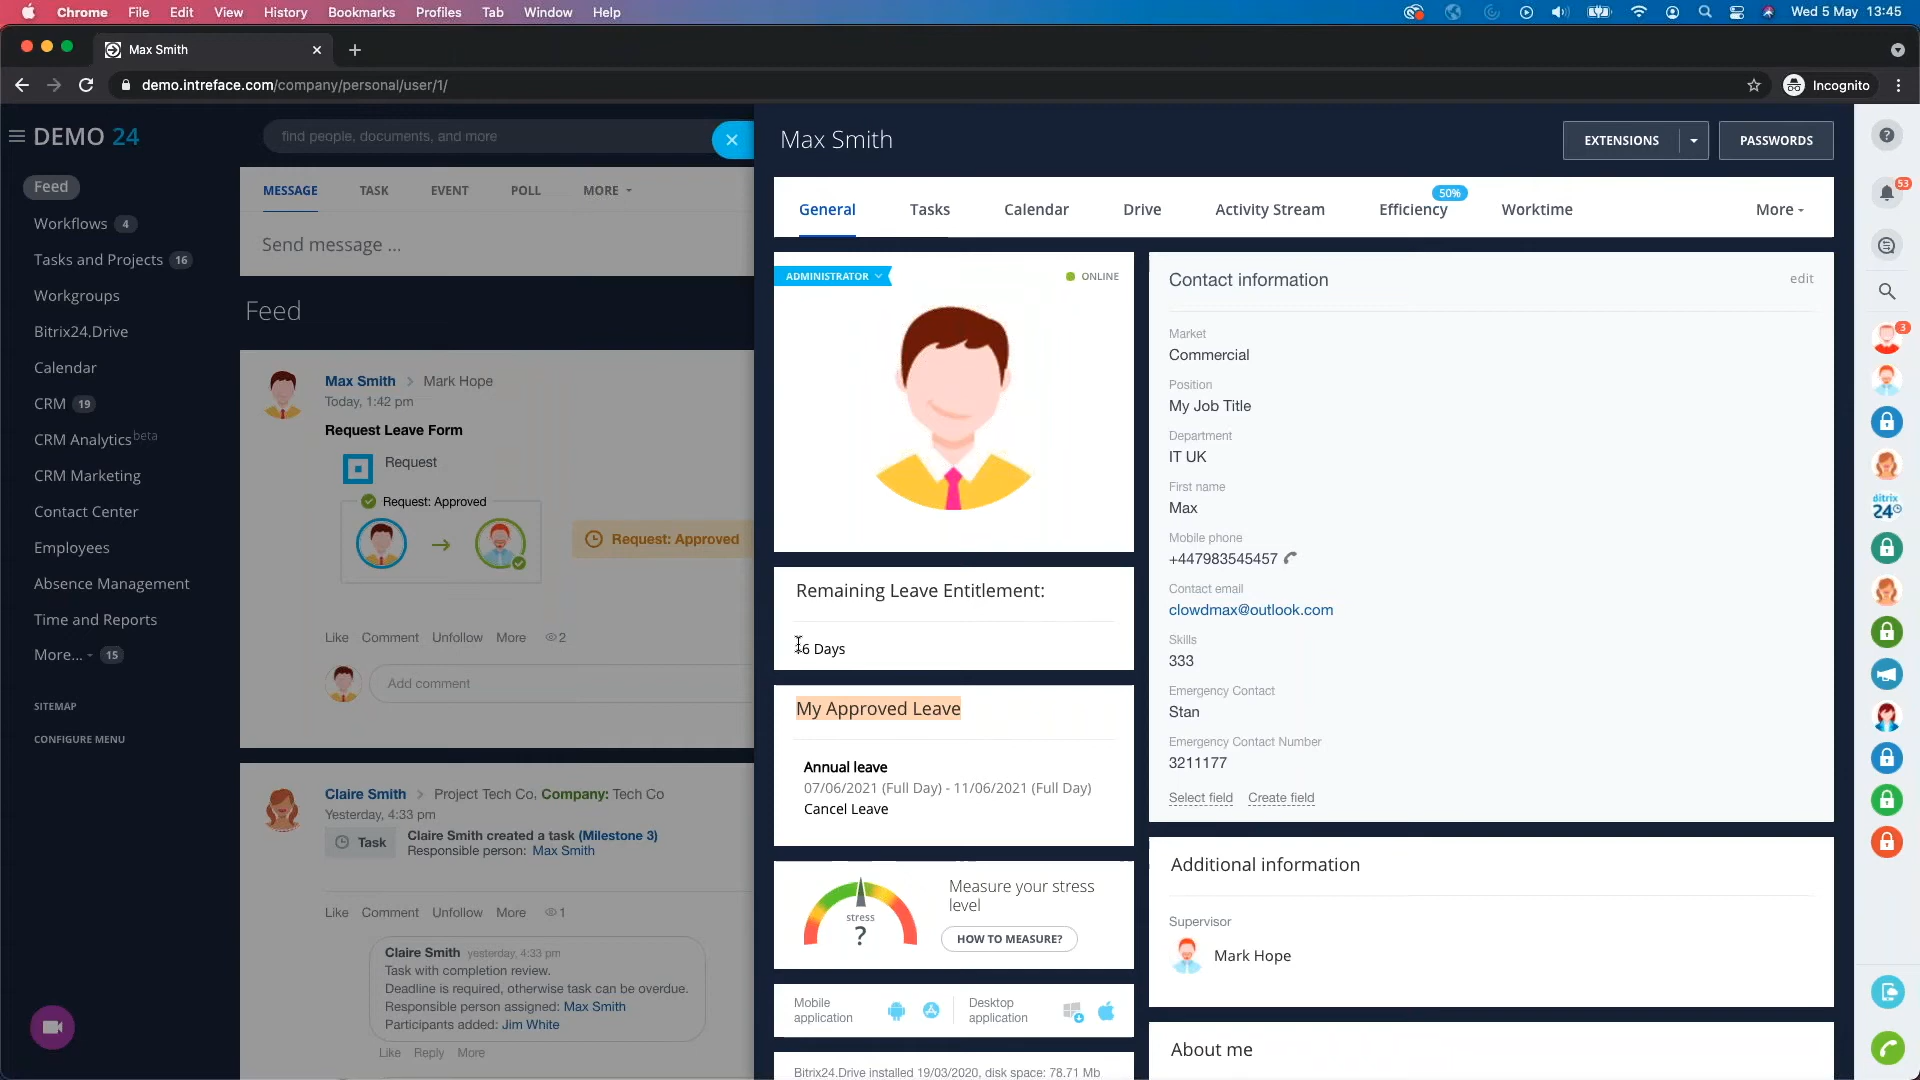 Chrome File Edit View History Bookmarks Profiles Tab Window Help Wed 5 May 13:45
Max Smith
demo.intreface.com/company/personal/user/1/ Incognito
DEMO 24
find people, documents, and more
Feed
Workflows 4
Tasks and Projects 16
Workgroups
Bitrix24.Drive
Calendar
CRM 19
CRM Analytics beta
CRM Marketing
Contact Center
Employees
Absence Management
Time and Reports
More... 15
SITEMAP
CONFIGURE MENU
MESSAGE TASK EVENT POLL MORE
Send message ...
Feed
Max Smith > Mark Hope
Today, 1:42 pm
Request Leave Form
Request
Request: Approved
Request: Approved
Like Comment Unfollow More 2
Add comment
Claire Smith > Project Tech Co, Company: Tech Co
Yesterday, 4:33 pm
Task
Claire Smith created a task (Milestone 3)
Responsible person: Max Smith
Like Comment Unfollow More 1
Claire Smith yesterday, 4:33 pm
Task with completion review.
Deadline is required, otherwise task can be overdue.
Responsible person assigned: Max Smith
Participants added: Jim White
Like Reply More
Max Smith
EXTENSIONS PASSWORDS
General Tasks Calendar Drive Activity Stream Efficiency 50% Worktime More
ADMINISTRATOR ONLINE
Remaining Leave Entitlement:
6 Days
My Approved Leave
Annual leave
07/06/2021 (Full Day) - 11/06/2021 (Full Day)
Cancel Leave
stress
?
Measure your stress
level
HOW TO MEASURE?
Mobile
application
Desktop
application
Bitrix24.Drive installed 19/03/2020, disk space: 78.71 Mb
Contact information edit
Market
Commercial
Position
My Job Title
Department
IT UK
First name
Max
Mobile phone
+447983545457
Contact email
clowdmax@outlook.com
Skills
333
Emergency Contact
Stan
Emergency Contact Number
3211177
Select field Create field
Additional information
Supervisor
Mark Hope
About me
?
53
3
24